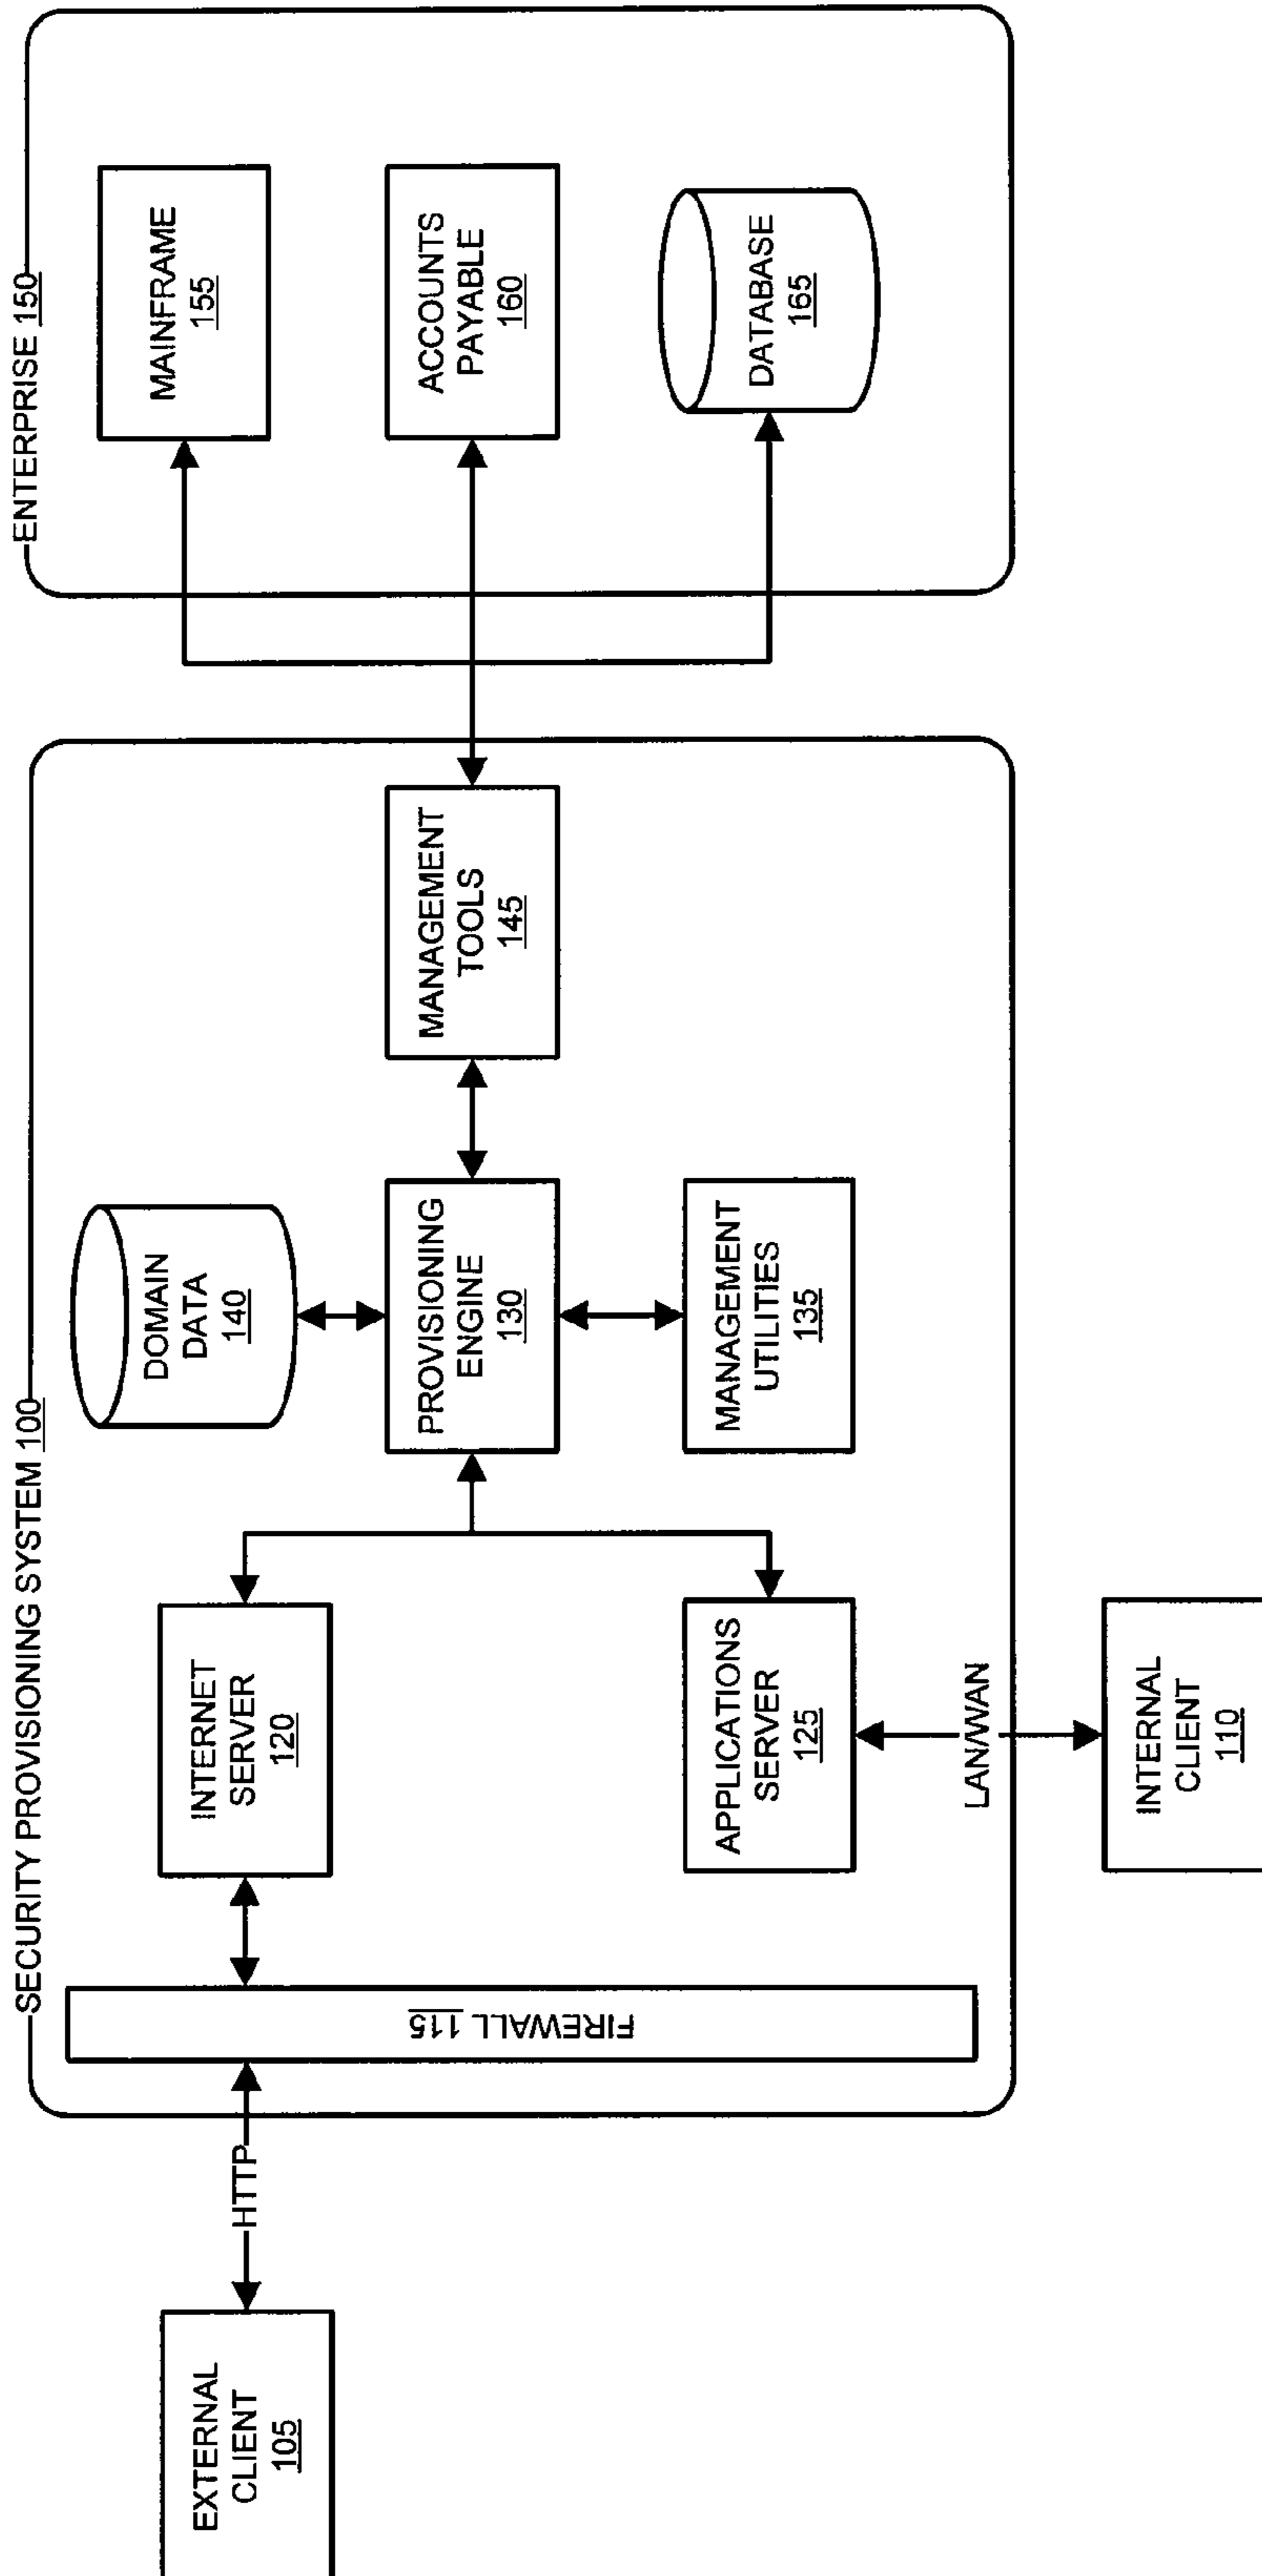 SECURITY PROVISIONING SYSTEM 100
ENTERPRISE 150
EXTERNAL
CLIENT
105
HTTP
FIREWALL 115
INTERNET
SERVER
120
APPLICATIONS
SERVER
125
LAN/WAN
INTERNAL
CLIENT
110
DOMAIN
DATA
140
PROVISIONING
ENGINE
130
MANAGEMENT
UTILITIES
135
MANAGEMENT
TOOLS
145
MAINFRAME
155
ACCOUNTS
PAYABLE
160
DATABASE
165